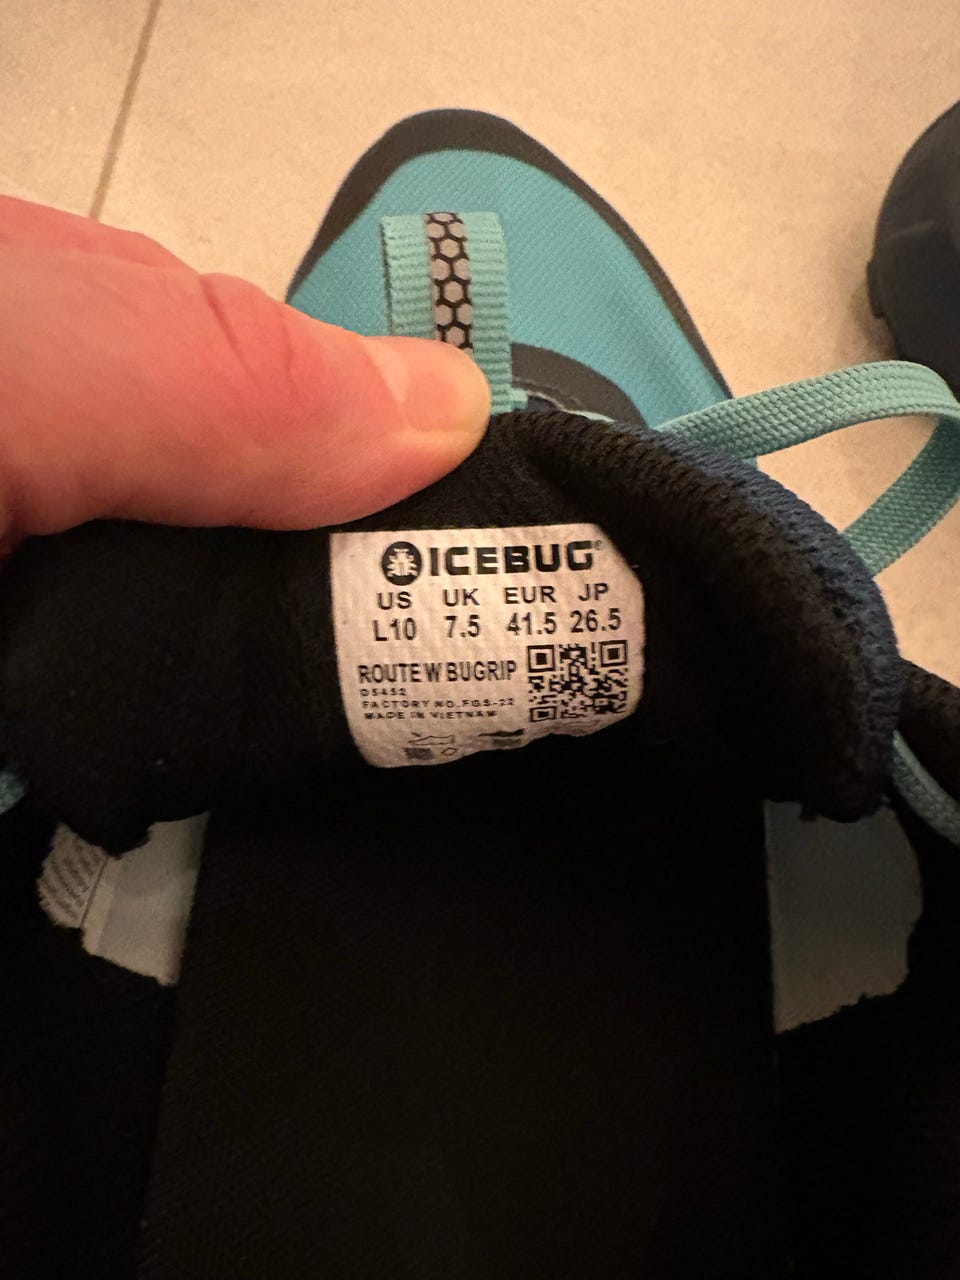 ICEBUG®
US UK EUR JP
L10 7.5 41.5 26.5
ROUTE W BUGRIP
D5452
FACTORY NO.FGS-22
MADE IN VIETNAM